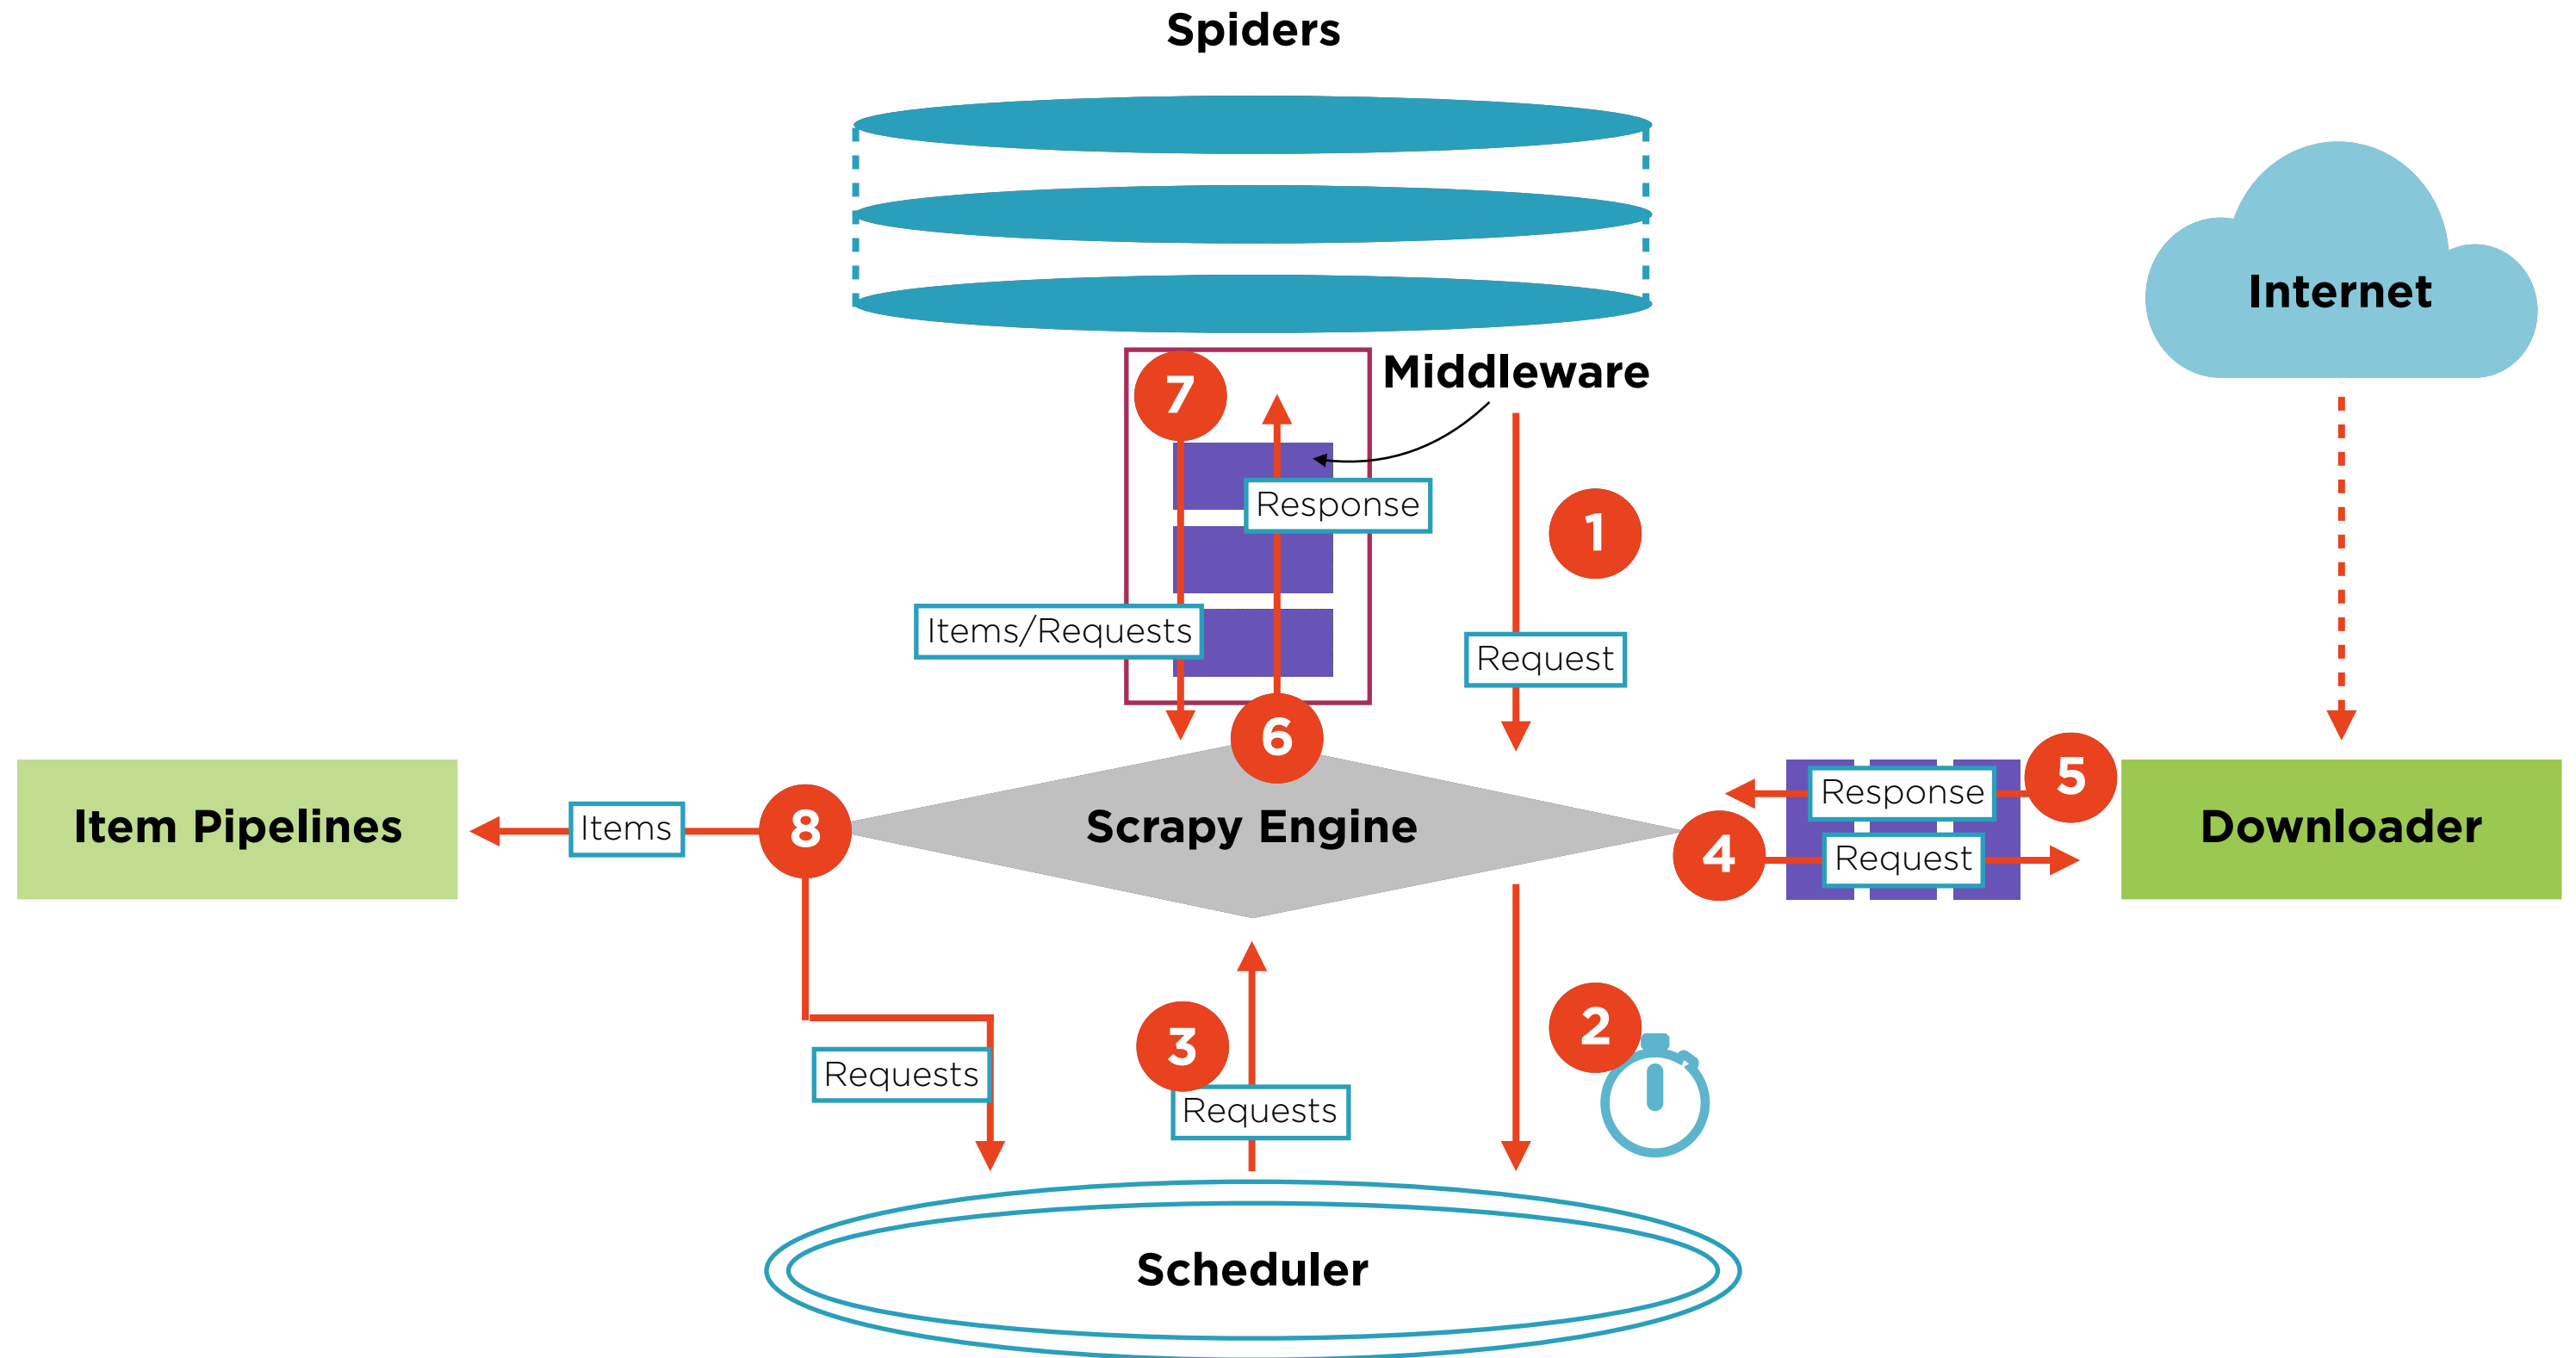 Spiders
Internet
Middleware
7
Response
1
Items/Requests
Request
6
5
Response
Item Pipelines
Items
8
Scrapy Engine
4
Request
Downloader
2
3
Requests
Requests
Scheduler